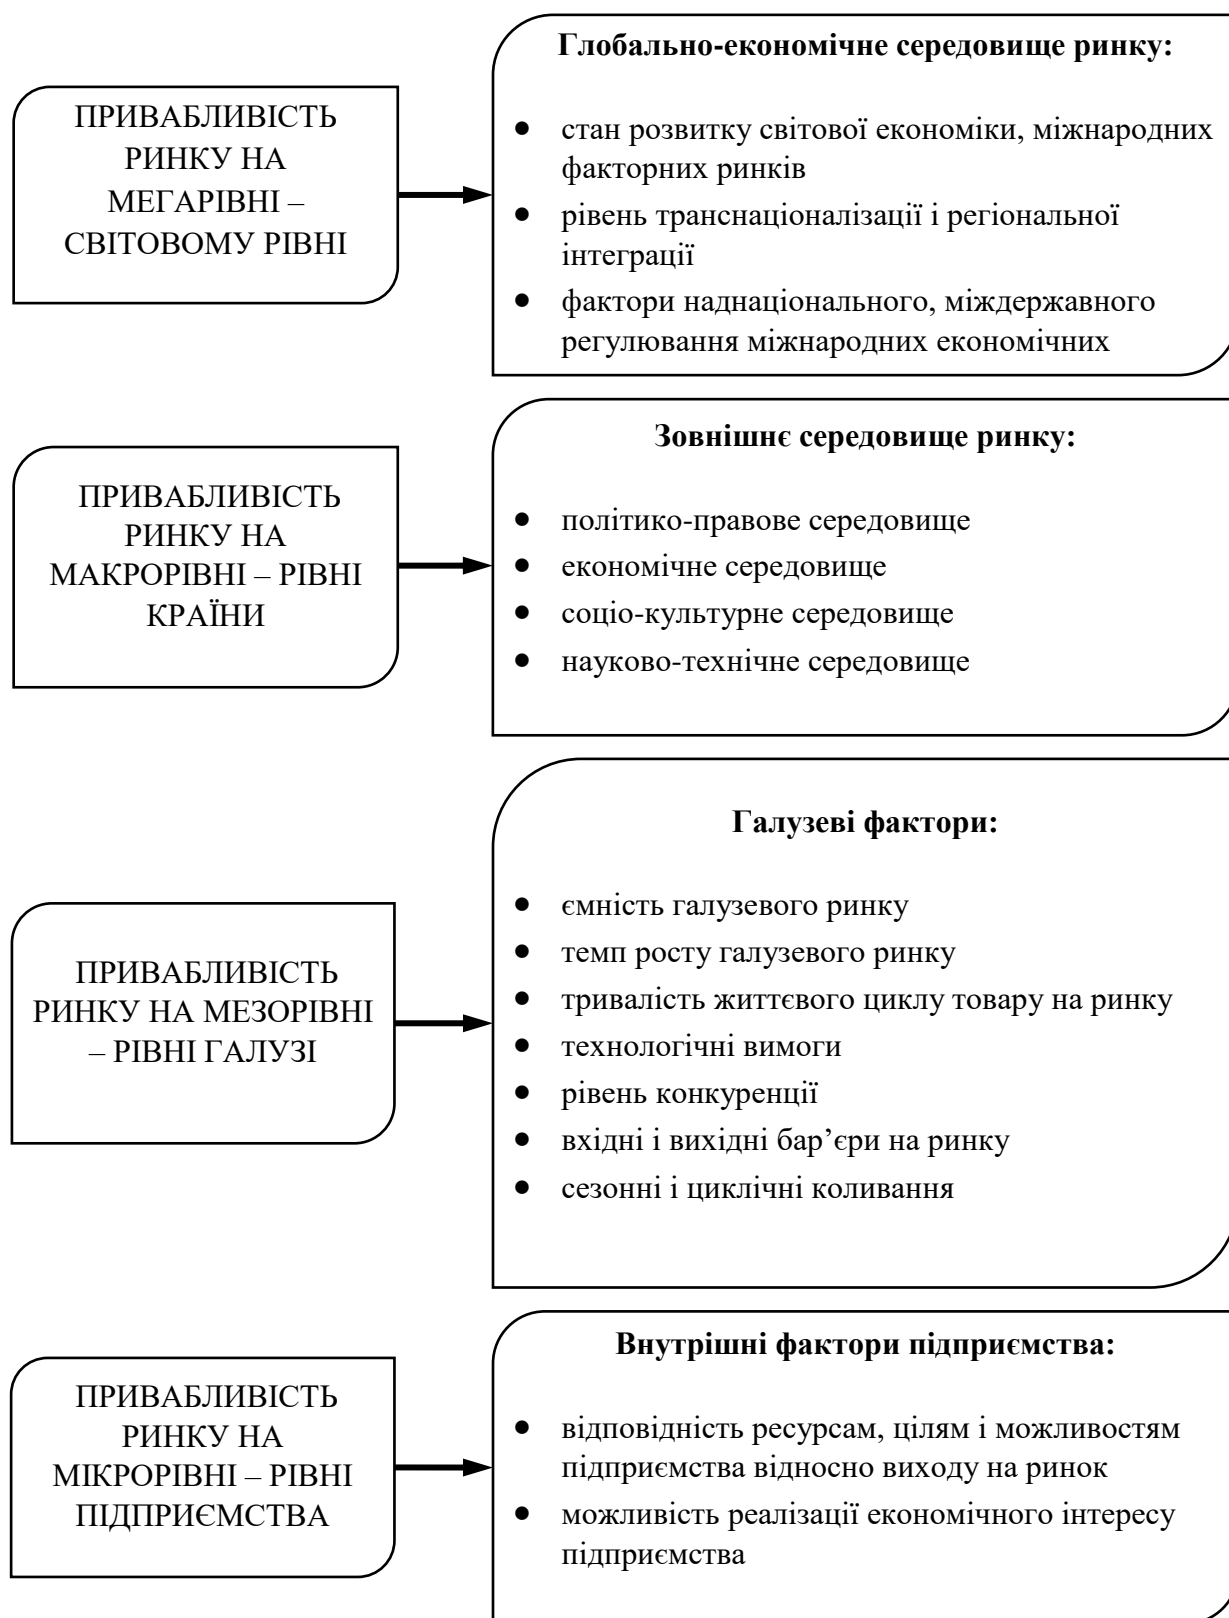 ПРИВАБЛИВІСТЬ
РИНКУ НА
МЕГАРІВНІ –
СВІТОВОМУ РІВНІ
Глобально-економічне середовище ринку:
• стан розвитку світової економіки, міжнародних
факторних ринків
• рівень транснаціоналізації і регіональної
інтеграції
• фактори наднаціонального, міждержавного
регулювання міжнародних економічних
ПРИВАБЛИВІСТЬ
РИНКУ НА
МАКРОРІВНІ – РІВНІ
КРАЇНИ
Зовнішнє середовище ринку:
• політико-правове середовище
• економічне середовище
• соціо-культурне середовище
• науково-технічне середовище
ПРИВАБЛИВІСТЬ
РИНКУ НА МЕЗОРІВНІ
– РІВНІ ГАЛУЗІ
Галузеві фактори:
• ємність галузевого ринку
• темп росту галузевого ринку
• тривалість життєвого циклу товару на ринку
• технологічні вимоги
• рівень конкуренції
• вхідні і вихідні бар’єри на ринку
• сезонні і циклічні коливання
ПРИВАБЛИВІСТЬ
РИНКУ НА
МІКРОРІВНІ – РІВНІ
ПІДПРИЄМСТВА
Внутрішні фактори підприємства:
• відповідність ресурсам, цілям і можливостям
підприємства відносно виходу на ринок
• можливість реалізації економічного інтересу
підприємства